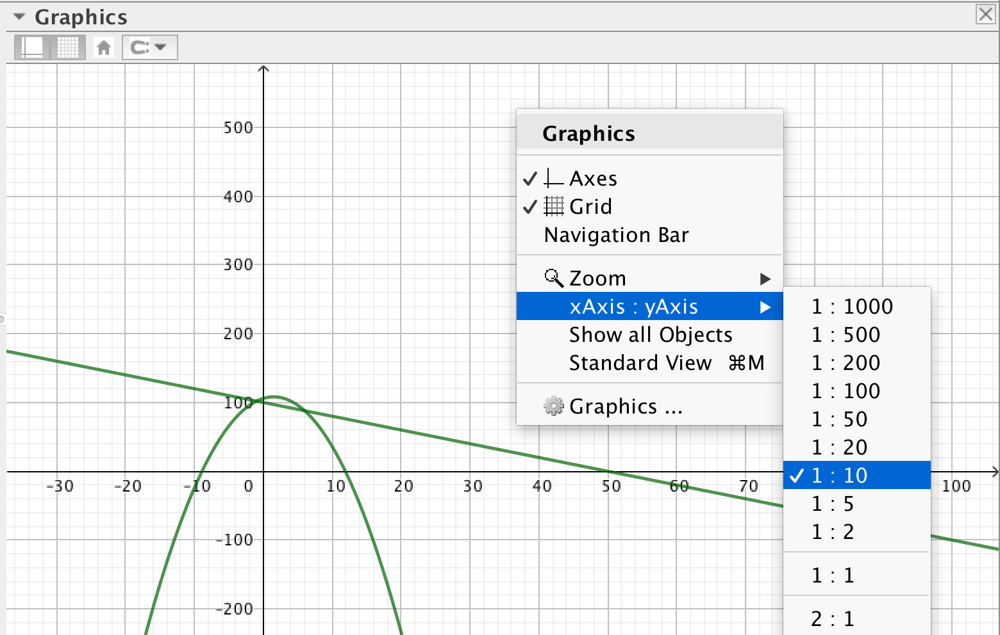 Graphics
500
400
300
200
100
-30 -20 -10 0 10 20 30 40 50 60 70 100
-100
-200
Graphics
Axes
Grid
Navigation Bar
Zoom
xAxis : yAxis
Show all Objects
Standard View ⌘M
Graphics ...
1 : 1000
1 : 500
1 : 200
1 : 100
1 : 50
1 : 20
1 : 10
1 : 5
1 : 2
1 : 1
2 : 1